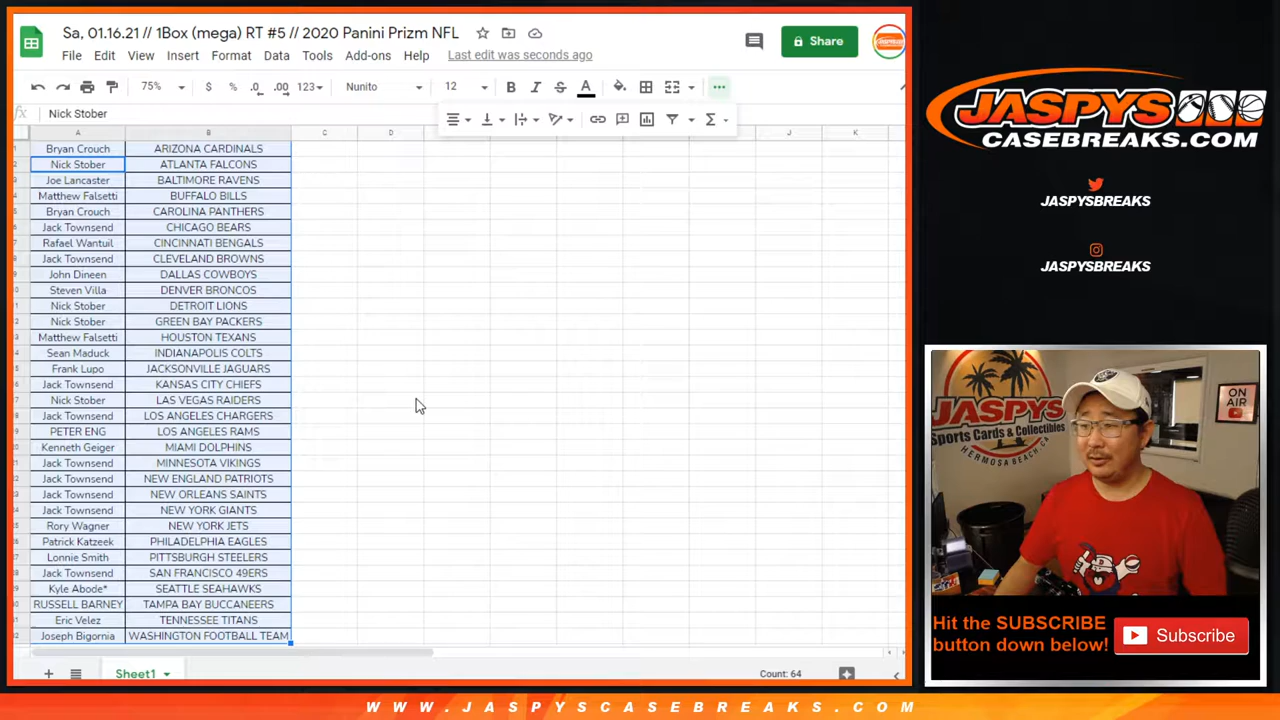 Sa, 01.16.21 // 1Box (mega) RT #5 // 2020 Panini Prizm NFL
File Edit View Insert Format Data Tools Add-ons Help Last edit was seconds ago
Share
75% $ % .0 .00 123 Nunito 12 B I S A
fx Nick Stober
A B C D J K
Bryan Crouch ARIZONA CARDINALS
Nick Stober ATLANTA FALCONS
Joe Lancaster BALTIMORE RAVENS
Matthew Falsetti BUFFALO BILLS
Bryan Crouch CAROLINA PANTHERS
Jack Townsend CHICAGO BEARS
Rafael Wantuil CINCINNATI BENGALS
Jack Townsend CLEVELAND BROWNS
John Dineen DALLAS COWBOYS
Steven Villa DENVER BRONCOS
Nick Stober DETROIT LIONS
Nick Stober GREEN BAY PACKERS
Matthew Falsetti HOUSTON TEXANS
Sean Maduck INDIANAPOLIS COLTS
Frank Lupo JACKSONVILLE JAGUARS
Jack Townsend KANSAS CITY CHIEFS
Nick Stober LAS VEGAS RAIDERS
Jack Townsend LOS ANGELES CHARGERS
PETER ENG LOS ANGELES RAMS
Kenneth Geiger MIAMI DOLPHINS
Jack Townsend MINNESOTA VIKINGS
Jack Townsend NEW ENGLAND PATRIOTS
Jack Townsend NEW ORLEANS SAINTS
Jack Townsend NEW YORK GIANTS
Rory Wagner NEW YORK JETS
Patrick Katzeek PHILADELPHIA EAGLES
Lonnie Smith PITTSBURGH STEELERS
Jack Townsend SAN FRANCISCO 49ERS
Kyle Abode* SEATTLE SEAHAWKS
RUSSELL BARNEY TAMPA BAY BUCCANEERS
Eric Velez TENNESSEE TITANS
Joseph Bigornia WASHINGTON FOOTBALL TEAM
Sheet1
Count: 64
JASPYS
CASEBREAKS.COM
JASPYSBREAKS
JASPYSBREAKS
JASPYS
Sports Cards & Collectibles
HERMOSA BEACH, CA
ON AIR
Hit the SUBSCRIBE
button down below!
Subscribe
WWW.JASPYSCASEBREAKS.COM